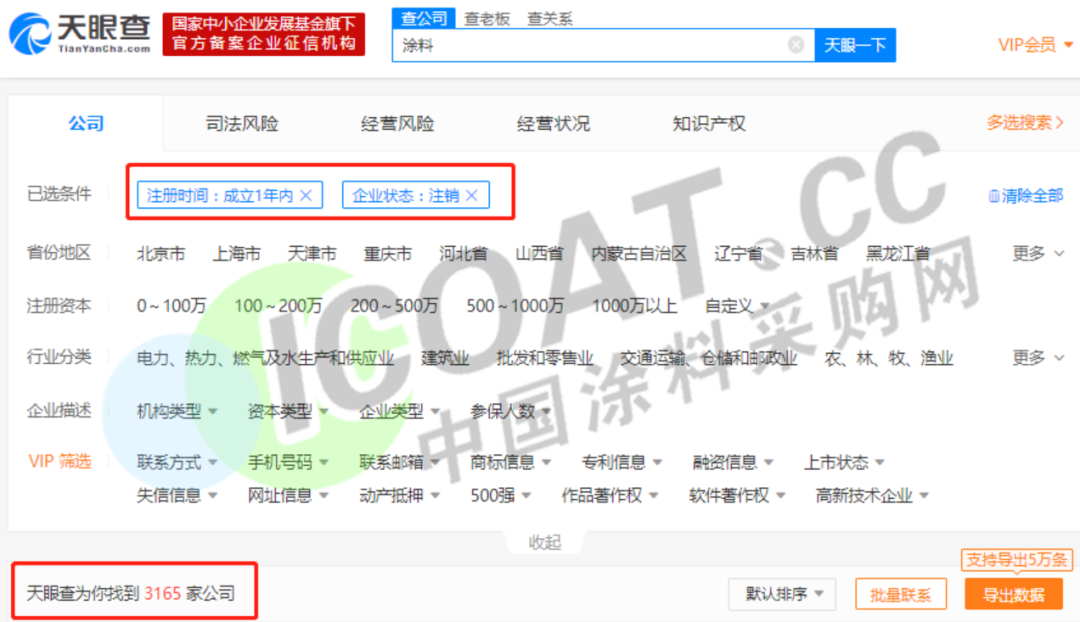 天眼查
TianYanCha.com
国家中小企业发展基金旗下
官方备案企业征信机构
查公司 查老板 查关系
涂料
天眼一下
VIP会员
公司 司法风险 经营风险 经营状况 知识产权 多选搜索
已选条件 注册时间：成立1年内 企业状态：注销 清除全部
省份地区 北京市 上海市 天津市 重庆市 河北省 山西省 内蒙古自治区 辽宁省 吉林省 黑龙江省 更多
注册资本 0~100万 100~200万 200~500万 500~1000万 1000万以上 自定义
行业分类 电力、热力、燃气及水生产和供应业 建筑业 批发和零售业 交通运输、仓储和邮政业 农、林、牧、渔业 更多
企业描述 机构类型 资本类型 企业类型 参保人数
VIP 筛选 联系方式 手机号码 联系邮箱 商标信息 专利信息 融资信息 上市状态
失信信息 网址信息 动产抵押 500强 作品著作权 软件著作权 高新技术企业
收起
ICOAT.CC
中国涂料采购网
支持导出5万条
天眼查为你找到 3165 家公司 默认排序 批量联系 导出数据